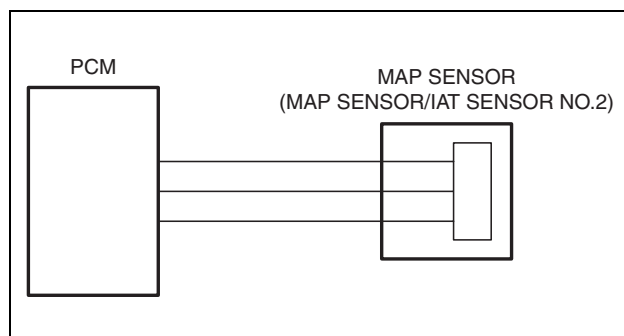 PCM
MAP SENSOR
(MAP SENSOR/IAT SENSOR NO.2)